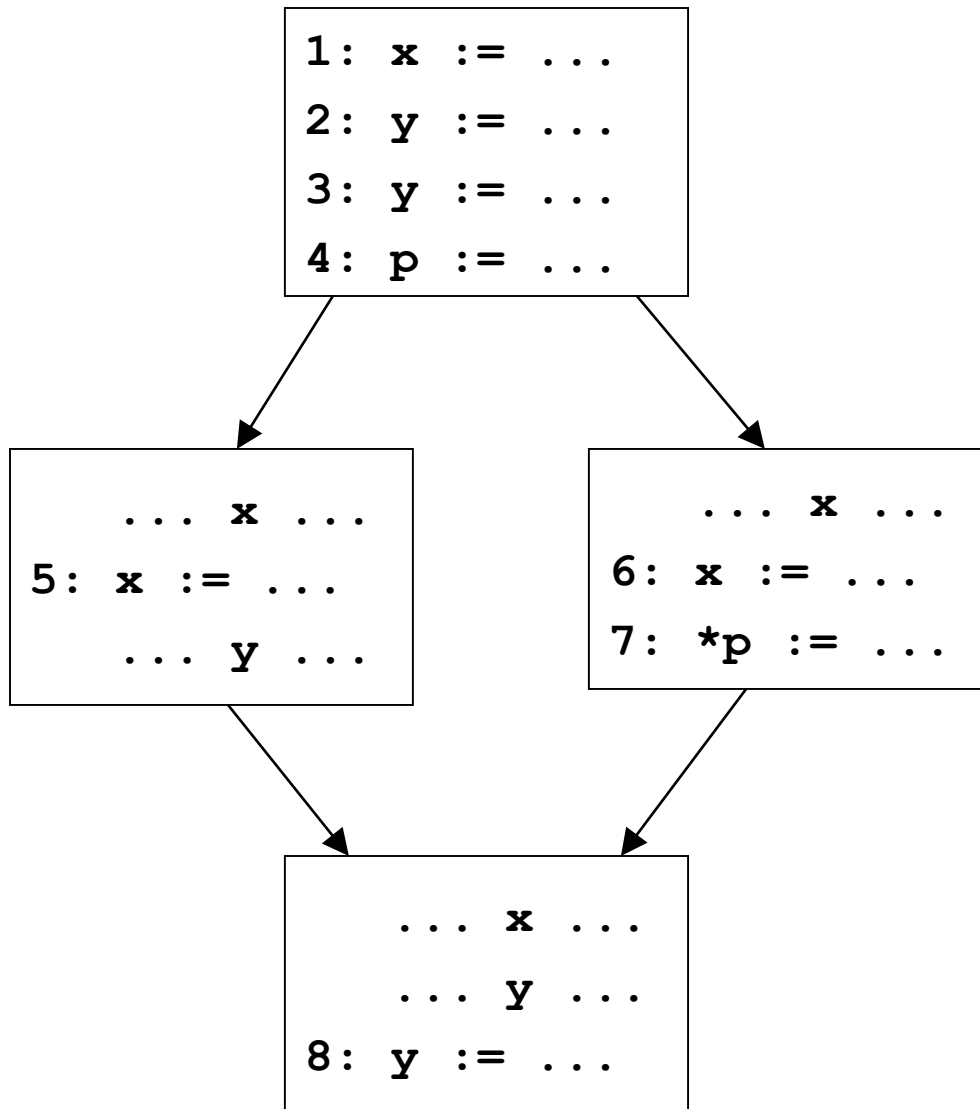 1: x := ...
2: y := ...
3: y := ...
4: p := ...
... x ...
5: x := ...
... y ...
... x ...
6: x := ...
7: *p := ...
... x ...
... y ...
8: y := ...